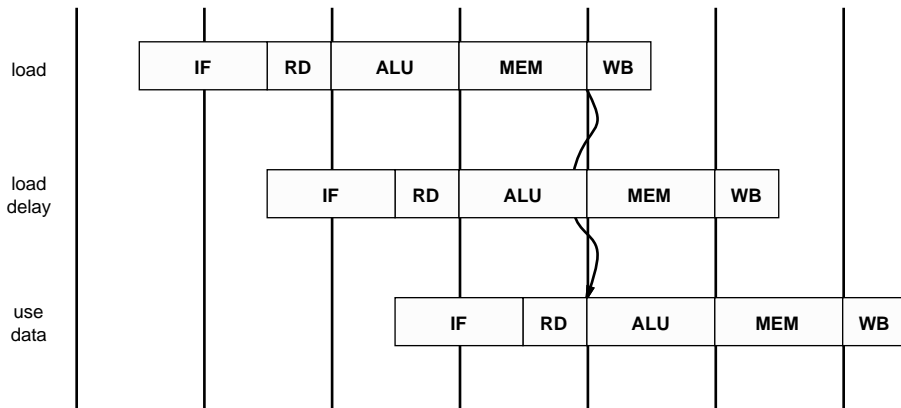 load
IF RD ALU MEM WB
load
delay
IF RD ALU MEM WB
use
data
IF RD ALU MEM WB